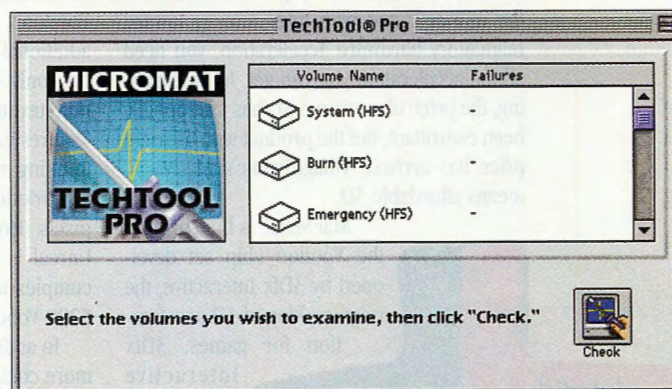 TechTool® Pro
MICROMAT
TECHTOOL
PRO
Volume Name Failures
System (HFS) -
Burn (HFS) -
Emergency (HFS) -
Select the volumes you wish to examine, then click "Check."
Check